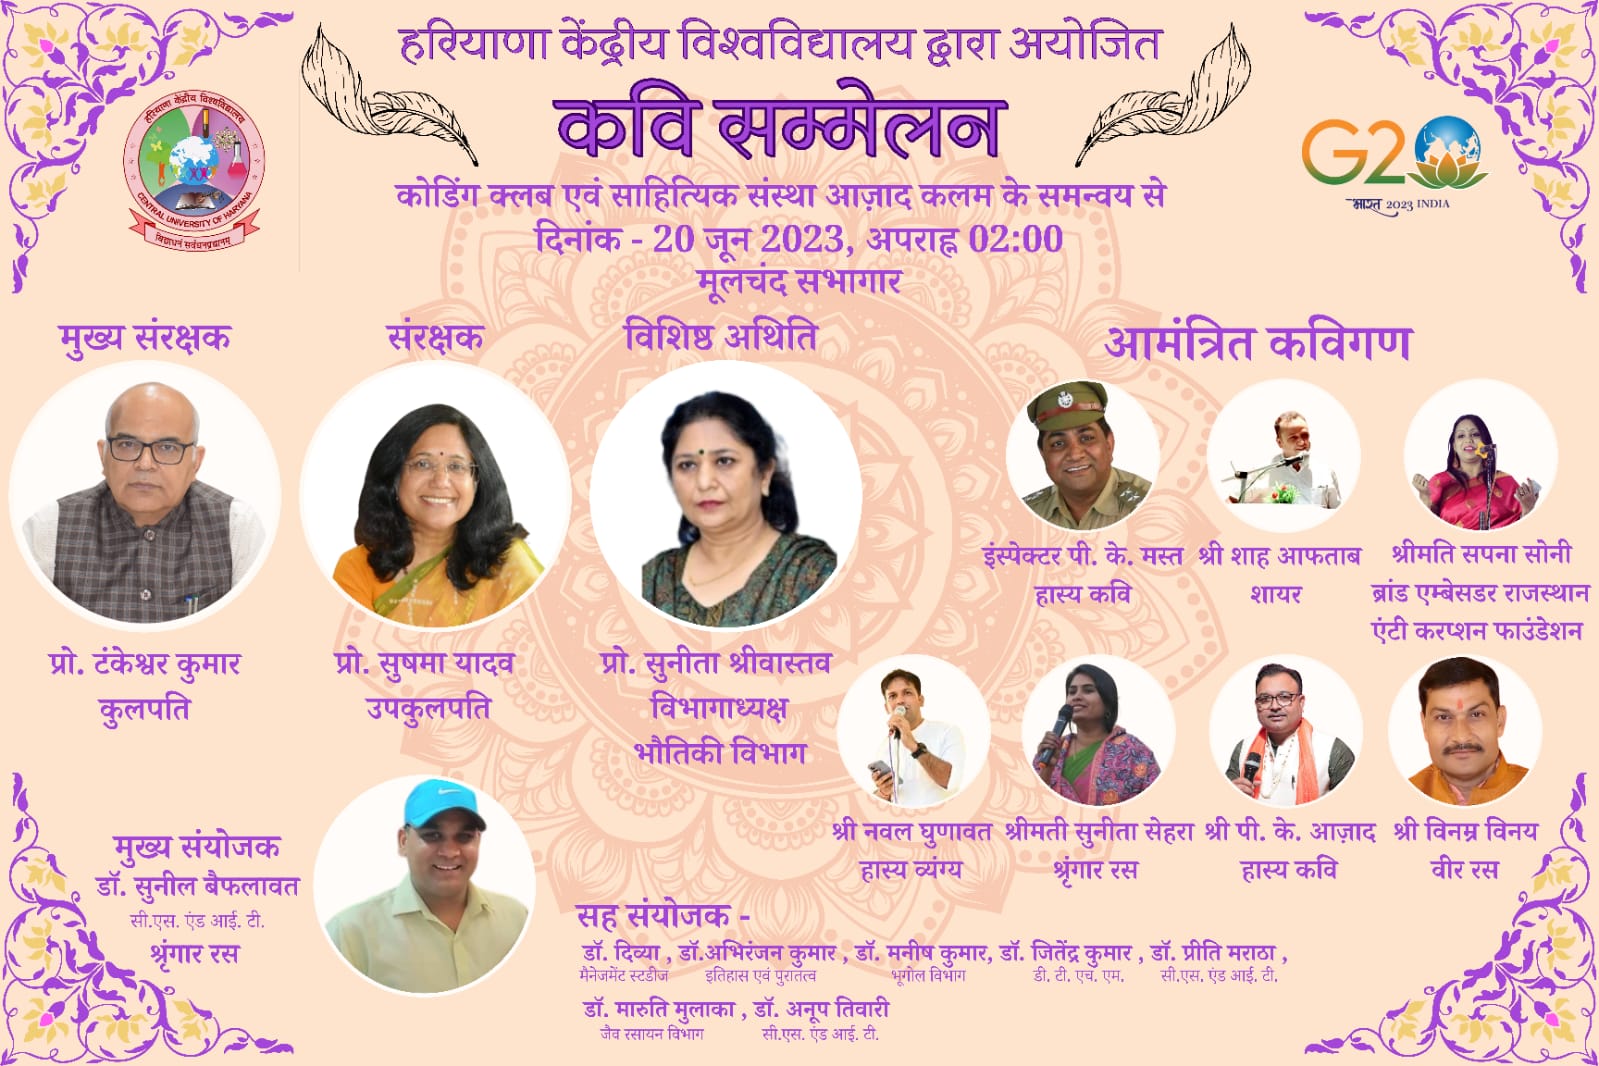 हरियाणा केंद्रीय विश्वविद्यालय द्वारा अयोजित
कवि सम्मेलन
कोडिंग क्लब एवं साहित्यिक संस्था आज़ाद कलम के समन्वय से
दिनांक - 20 जून 2023, अपराह्न 02:00
मूलचंद सभागार
हरियाणा केंद्रीय विश्वविद्यालय
CENTRAL UNIVERSITY OF HARYANA
G20
भारत 2023 INDIA
मुख्य संरक्षक
प्रो. टंकेश्वर कुमार
कुलपति
संरक्षक
प्रो. सुषमा यादव
उपकुलपति
विशिष्ठ अथिति
प्रो. सुनीता श्रीवास्तव
विभागाध्यक्ष
भौतिकी विभाग
आमंत्रित कविगण
इंस्पेक्टर पी. के. मस्त
हास्य कवि
श्री शाह आफताब
शायर
श्रीमति सपना सोनी
ब्रांड एम्बेसडर राजस्थान
एंटी करप्शन फाउंडेशन
श्री नवल घुणावत
हास्य व्यंग्य
श्रीमती सुनीता सेहरा
श्रृंगार रस
श्री पी. के. आज़ाद
हास्य कवि
श्री विनम्र विनय
वीर रस
मुख्य संयोजक
डॉ. सुनील बैफलावत
सी.एस. एंड आई. टी.
श्रृंगार रस
सह संयोजक -
डॉ. दिव्या , डॉ.अभिरंजन कुमार , डॉ. मनीष कुमार, डॉ. जितेंद्र कुमार , डॉ. प्रीति मराठा ,
मैनेजमेंट स्टडीज इतिहास एवं पुरातत्व भूगोल विभाग डी. टी. एच. एम. सी.एस. एंड आई. टी.
डॉ. मारुति मुलाका , डॉ. अनूप तिवारी
जैव रसायन विभाग सी.एस. एंड आई. टी.